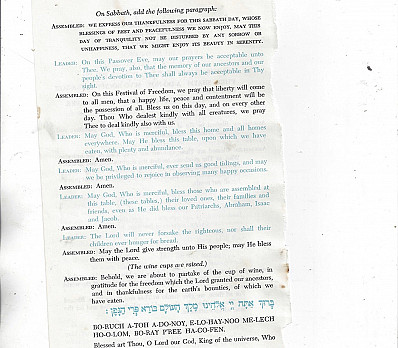 On Sabbath, add the following paragraph:
ASSEMBLED: WE EXPRESS OUR THANKFULNESS FOR THIS SABBATH DAY, WHOSE
BLESSINGS OF REST AND PEACEFULNESS WE NOW ENJOY. MAY THIS
DAY OF TRANQUILITY NOT BE DISTURBED BY ANY SORROW OR
UNHAPPINESS, THAT WE MIGHT ENJOY ITS BEAUTY IN SERENITY.
LEADER: On this Passover Eve, may our prayers be acceptable unto
Thee. We pray, also, that the memory of our ancestors and our
people's devotion to Thee shall always be acceptable in Thy
sight.
ASSEMBLED: On this Festival of Freedom, we pray that liberty will come
to all men, that a happy life, peace and contentment will be
the possession of all. Bless us on this day, and on every other
day. Thou Who dealest kindly with all creatures, we pray
Thee to deal kindly also with us.
LEADER: May God, Who is merciful, bless this home and all homes
everywhere. May He bless this table, upon which we have
eaten, with plenty and abundance.
ASSEMBLED: Amen.
LEADER: May God, Who is merciful, ever send us good tidings, and may
we be privileged to rejoice in observing many happy occasions.
ASSEMBLED: Amen.
LEADER: May God, Who is merciful, bless those who are assembled at
this table, (these tables,) their loved ones, their families and
friends, even as He did bless our Patriarchs, Abraham, Isaac
and Jacob.
ASSEMBLED: Amen.
LEADER: The Lord will never forsake the righteous, nor shall their
children ever hunger for bread.
ASSEMBLED: May the Lord give strength unto His people; may He bless
them with peace.
(The wine cups are raised.)
ASSEMBLED: Behold, we are about to partake of the cup of wine, in
gratitude for the freedom which the Lord granted our ancestors,
and in thankfulness for the earth's bounties, of which we
have eaten.
בָּרוּךְ אַתָּה יְיָ אֱלֹהֵינוּ מֶלֶךְ הָעוֹלָם בּוֹרֵא פְּרִי הַגָּפֶן:
BO-RUCH A-TOH A-DO-NOY, E-LO-HAY-NOO ME-LECH
HO-O-LOM, BO-RAY P'REE HA-GO-FEN.
Blessed art Thou, O Lord our God, King of the universe, Who